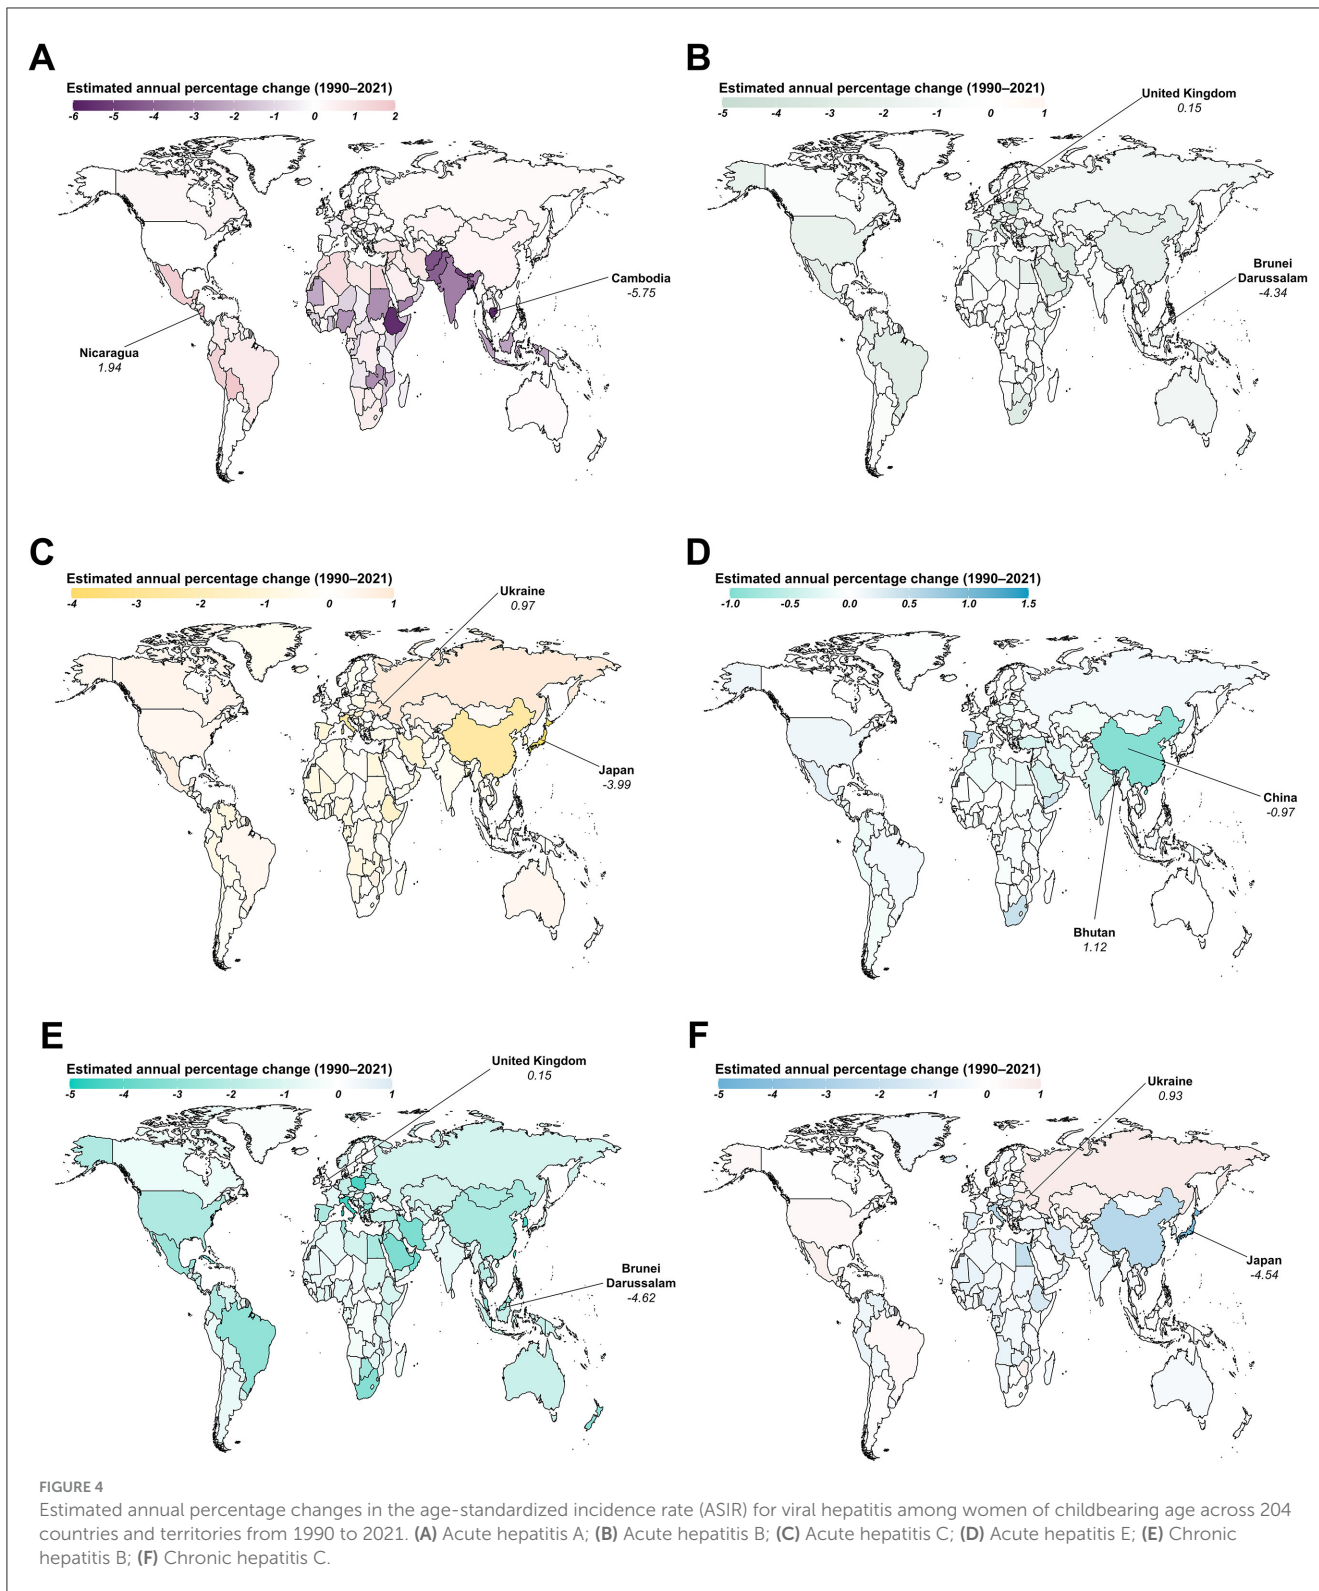 A
Estimated annual percentage change (1990–2021)
-6 -5 -4 -3 -2 -1 0 1 2
Cambodia
-5.75
Nicaragua
1.94
B
Estimated annual percentage change (1990–2021)
-5 -4 -3 -2 -1 0 1
United Kingdom
0.15
Brunei
Darussalam
-4.34
C
Estimated annual percentage change (1990–2021)
-4 -3 -2 -1 0 1
Ukraine
0.97
Japan
-3.99
D
Estimated annual percentage change (1990–2021)
-1.0 -0.5 0.0 0.5 1.0 1.5
China
-0.97
Bhutan
1.12
E
Estimated annual percentage change (1990–2021)
-5 -4 -3 -2 -1 0 1
United Kingdom
0.15
Brunei
Darussalam
-4.62
F
Estimated annual percentage change (1990–2021)
-5 -4 -3 -2 -1 0 1
Ukraine
0.93
Japan
-4.54
FIGURE 4
Estimated annual percentage changes in the age-standardized incidence rate (ASIR) for viral hepatitis among women of childbearing age across 204
countries and territories from 1990 to 2021. (A) Acute hepatitis A; (B) Acute hepatitis B; (C) Acute hepatitis C; (D) Acute hepatitis E; (E) Chronic
hepatitis B; (F) Chronic hepatitis C.